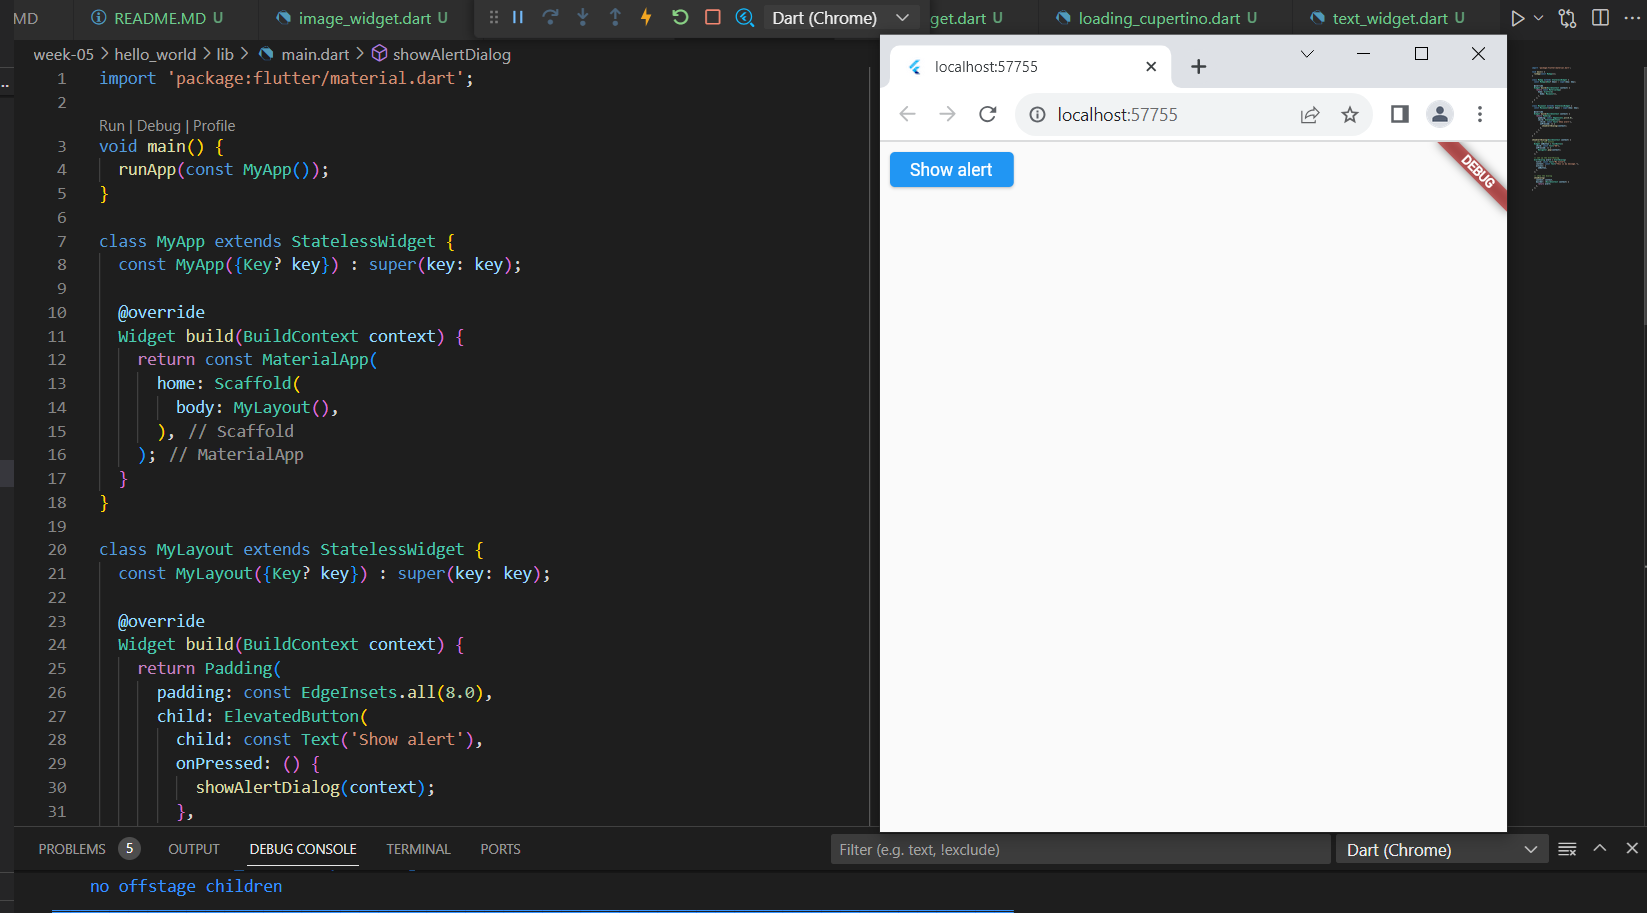 MD
README.MD U
image_widget.dart U
Dart (Chrome)
get.dart U
loading_cupertino.dart U
text_widget.dart U
week-05 > hello_world > lib > main.dart > showAlertDialog
1 import 'package:flutter/material.dart';
2
Run | Debug | Profile
3 void main() {
4 runApp(const MyApp());
5 }
6
7 class MyApp extends StatelessWidget {
8 const MyApp({Key? key}) : super(key: key);
9
10 @override
11 Widget build(BuildContext context) {
12 return const MaterialApp(
13 home: Scaffold(
14 body: MyLayout(),
15 ), // Scaffold
16 ); // MaterialApp
17 }
18 }
19
20 class MyLayout extends StatelessWidget {
21 const MyLayout({Key? key}) : super(key: key);
22
23 @override
24 Widget build(BuildContext context) {
25 return Padding(
26 padding: const EdgeInsets.all(8.0),
27 child: ElevatedButton(
28 child: const Text('Show alert'),
29 onPressed: () {
30 showAlertDialog(context);
31 },
localhost:57755
localhost:57755
Show alert
DEBUG
PROBLEMS 5 OUTPUT DEBUG CONSOLE TERMINAL PORTS
Filter (e.g. text, !exclude)
Dart (Chrome)
no offstage children